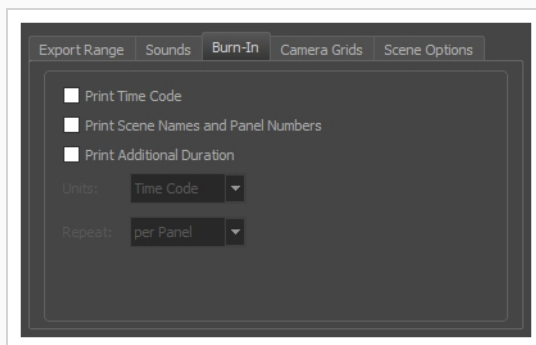 Export Range Sounds Burn-In Camera Grids Scene Options
Print Time Code
Print Scene Names and Panel Numbers
Print Additional Duration
Units: Time Code
Repeat: per Panel